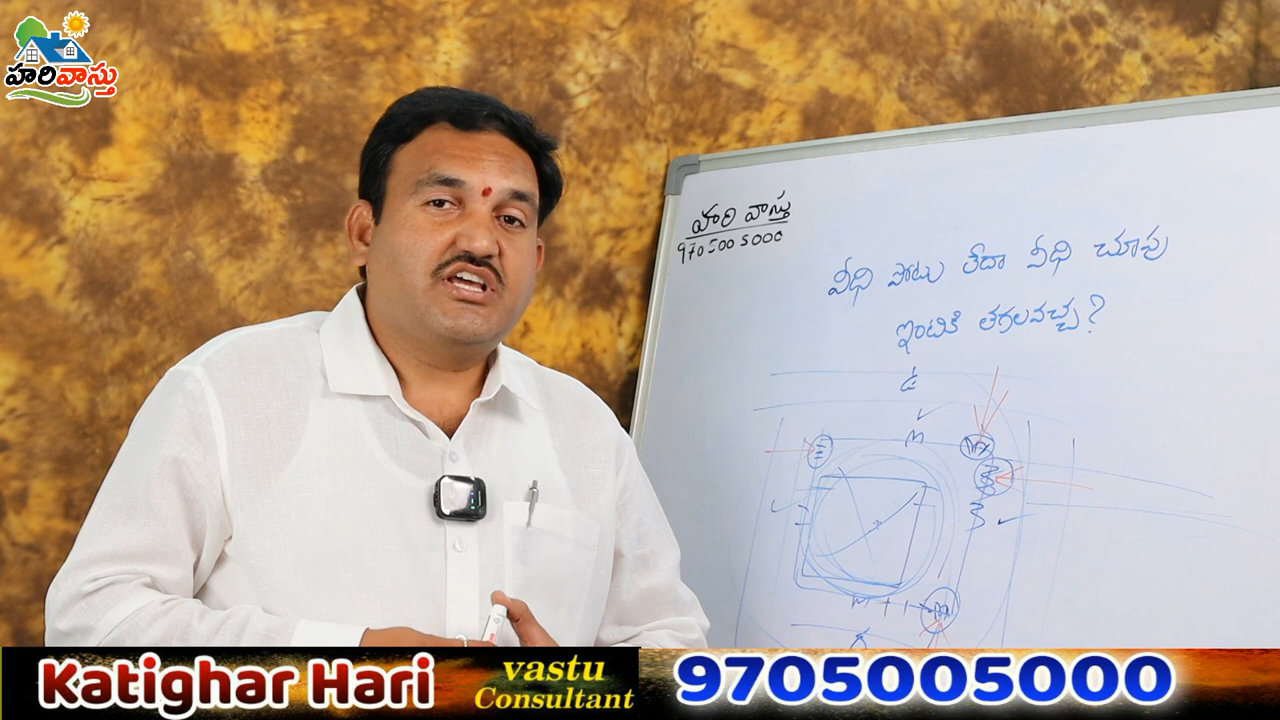 హరివాస్తు
హరి వాస్తు
9705005000
వీధి పోటు లేదా వీధి చూపు
ఇంటికి తగలవచ్చ?
ఉ
Katighar Hari
vastu
Consultant
9705005000